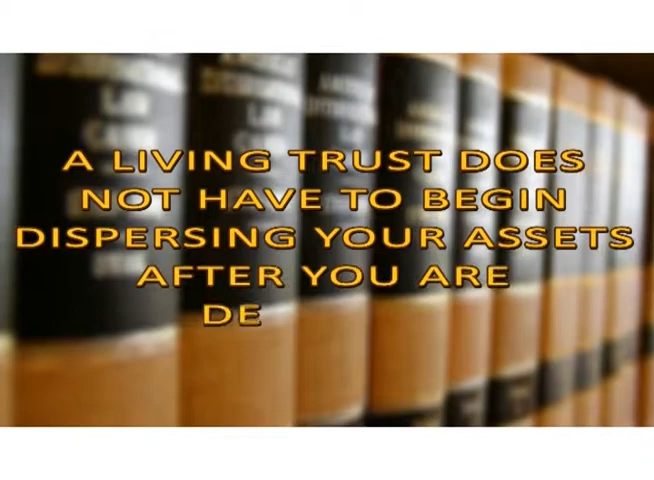 A LIVING TRUST DOES
NOT HAVE TO BEGIN
DISPERSING YOUR ASSETS
AFTER YOU ARE
DE